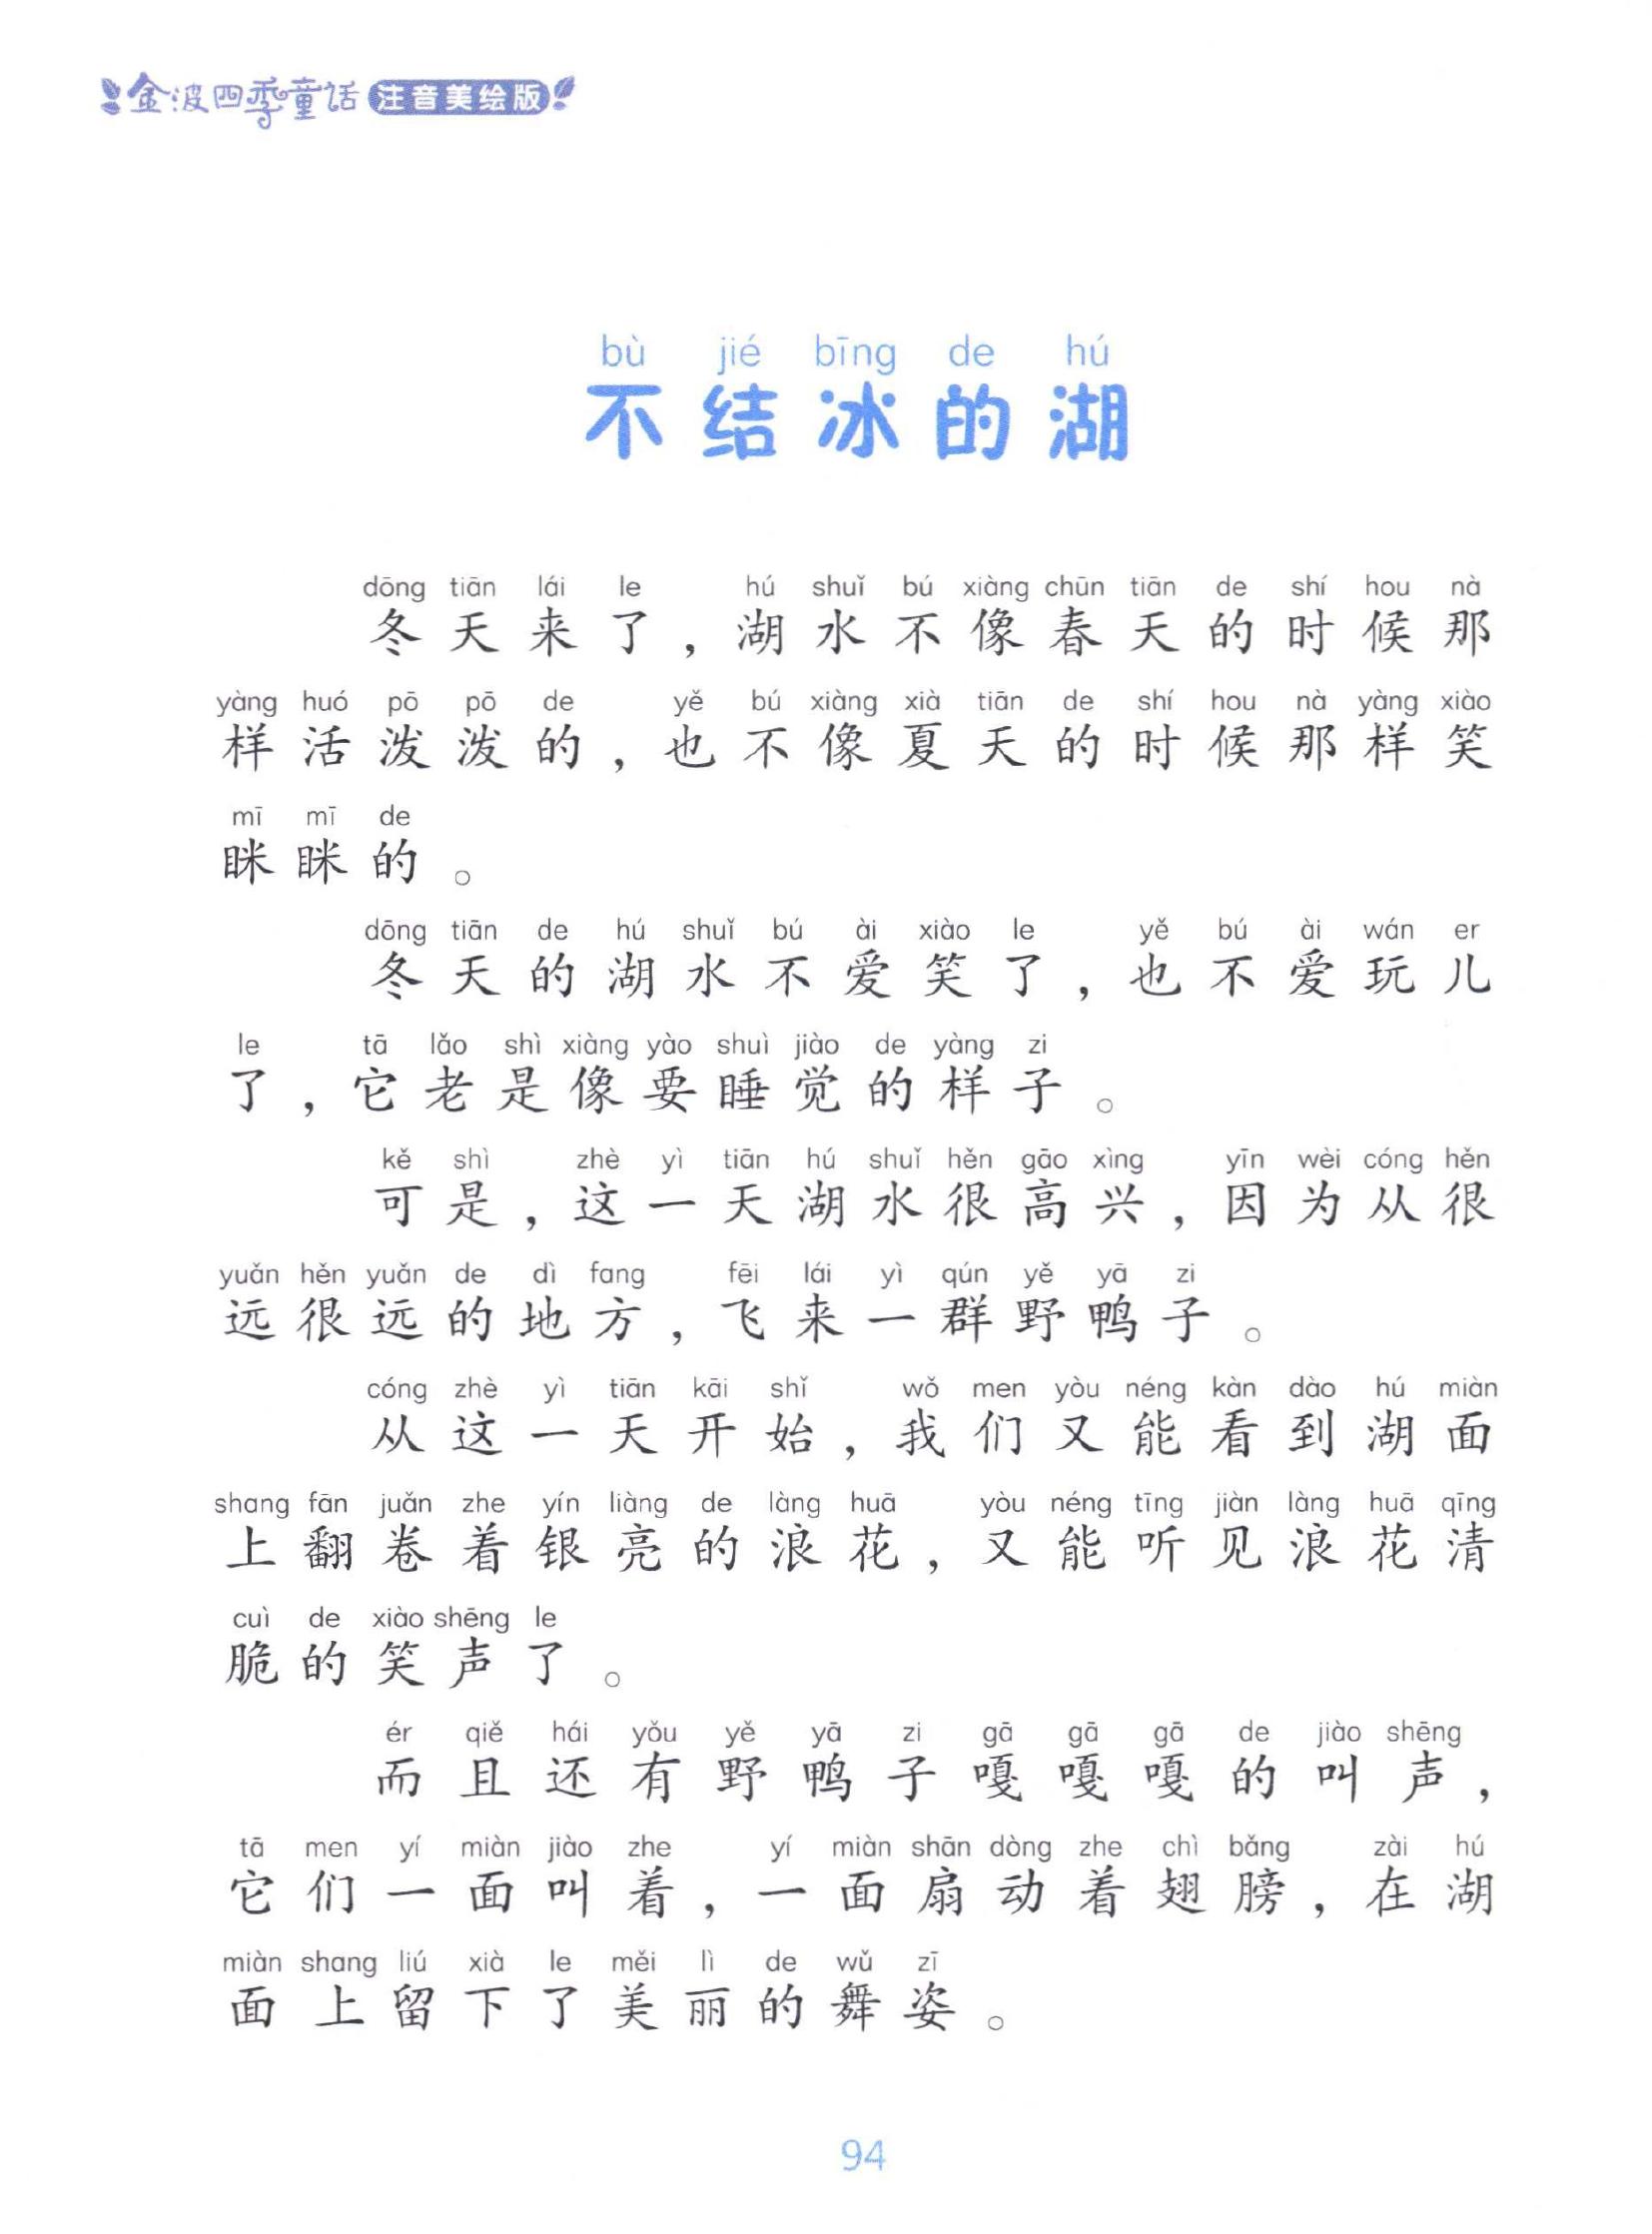 金波四季童话 注音美绘版
bù jié bīng de hú
不结冰的湖
dōng tiān lái le hú shuǐ bú xiàng chūn tiān de shí hou nà
冬天来了，湖水不像春天的时候那
yàng huó pō pō de yě bú xiàng xià tiān de shí hou nà yàng xiào
样活泼泼的，也不像夏天的时候那样笑
mī mī de
眯眯的。
dōng tiān de hú shuǐ bú ài xiào le yě bú ài wán er
冬天的湖水不爱笑了，也不爱玩儿
le tā lǎo shì xiàng yào shuì jiào de yàng zi
了，它老是像要睡觉的样子。
kě shì zhè yì tiān hú shuǐ hěn gāo xìng yīn wèi cóng hěn
可是，这一天湖水很高兴，因为从很
yuǎn hěn yuǎn de dì fang fēi lái yì qún yě yā zi
远很远的地方，飞来一群野鸭子。
cóng zhè yì tiān kāi shǐ wǒ men yòu néng kàn dào hú miàn
从这一天开始，我们又能看到湖面
shang fān juǎn zhe yín liàng de làng huā yòu néng tīng jiàn làng huā qīng
上翻卷着银亮的浪花，又能听见浪花清
cuì de xiào shēng le
脆的笑声了。
ér qiě hái yǒu yě yā zi gā gā gā de jiào shēng
而且还有野鸭子嘎嘎嘎的叫声，
tā men yí miàn jiào zhe yí miàn shān dòng zhe chì bǎng zài hú
它们一面叫着，一面扇动着翅膀，在湖
miàn shang liú xià le měi lì de wǔ zī
面上留下了美丽的舞姿。
94